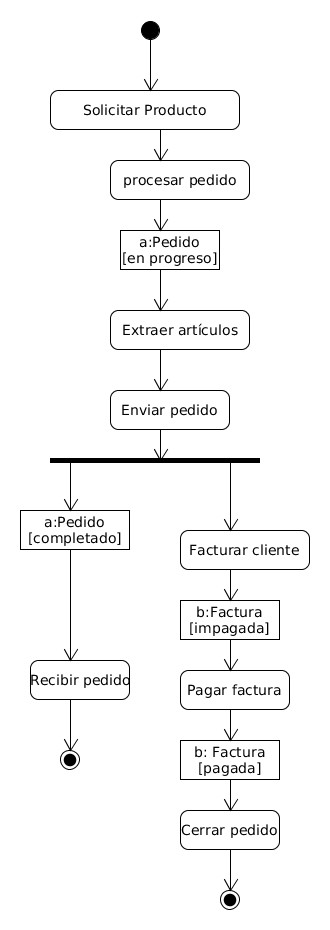 Solicitar Producto
procesar pedido
a:Pedido
[en progreso]
Extraer artículos
Enviar pedido
a:Pedido
[completado]
Recibir pedido
Facturar cliente
b:Factura
[impagada]
Pagar factura
b: Factura
[pagada]
Cerrar pedido